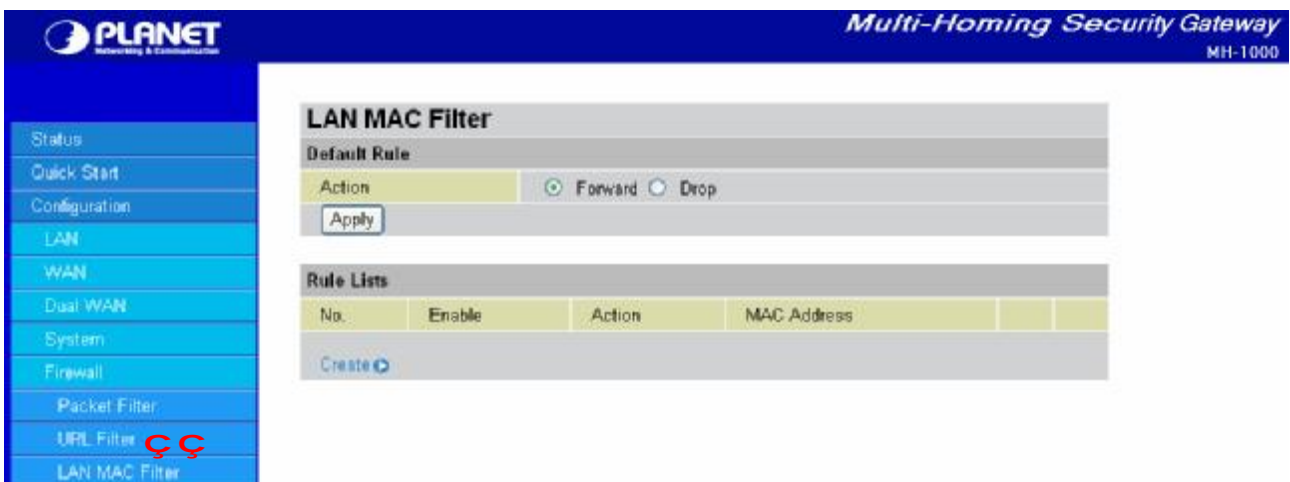 PLANET
Networking & Communication
Multi-Homing Security Gateway
MH-1000
Status
Quick Start
Configuration
LAN
WAN
Dual WAN
System
Firewall
Packet Filter
URL Filter Ç Ç
LAN MAC Filter
LAN MAC Filter
Default Rule
Action Forward Drop
Apply
Rule Lists
No. Enable Action MAC Address
Create